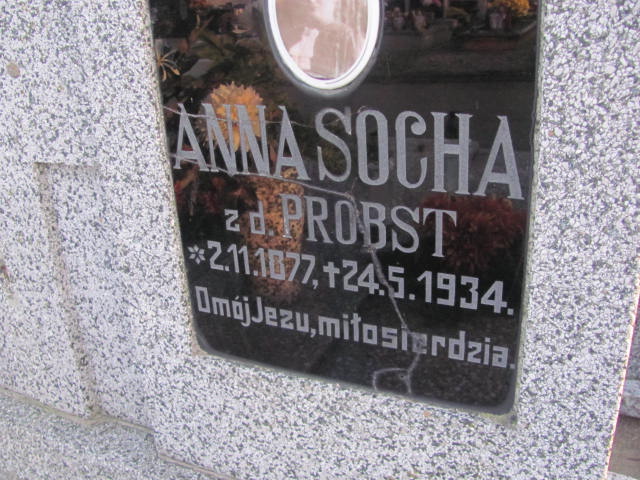 ANNA SOCHA
z d. PROBST
*2.11.1877, †24.5.1934.
O mój Jezu, miłosierdzia.